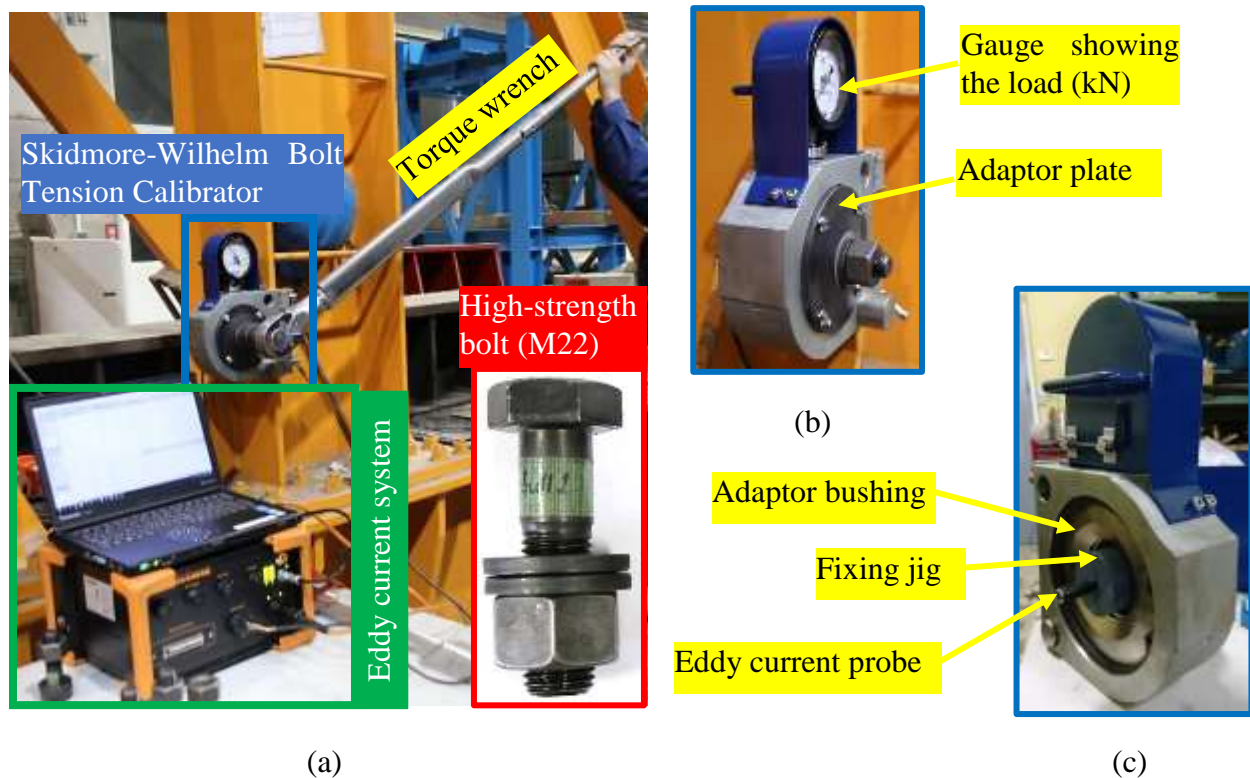 Torque wrench
Skidmore-Wilhelm Bolt
Tension Calibrator
High-strength
bolt (M22)
Eddy current system
(a)
Gauge showing
the load (kN)
Adaptor plate
(b)
Adaptor bushing
Fixing jig
Eddy current probe
(c)